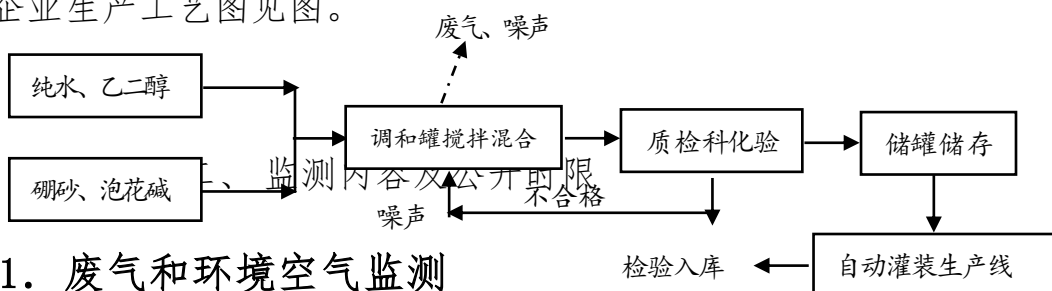 企业生产工艺图见图。
废气、噪声
纯水、乙二醇
调和罐搅拌混合
质检科化验
储罐储存
硼砂、泡花碱
、监测内容及公开时限
不合格
噪声
1. 废气和环境空气监测
检验入库
自动灌装生产线